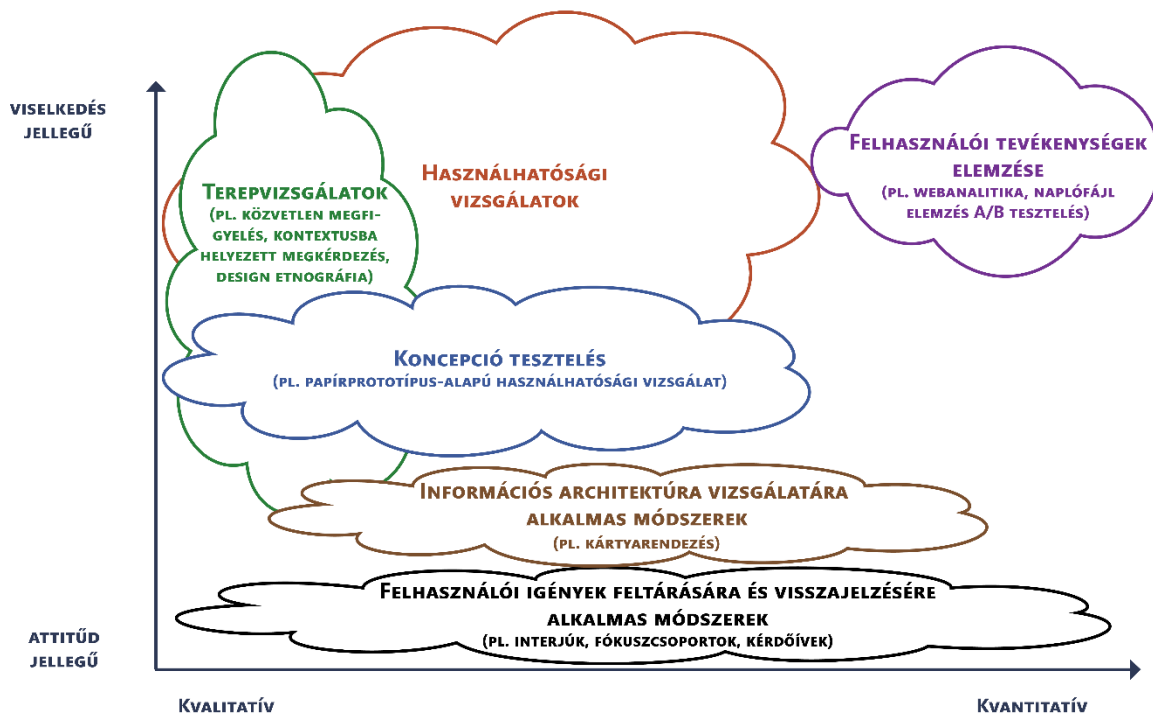 VISELKEDÉS
JELLEGŰ
TEREPVIZSGÁLATOK
(PL. KÖZVETLEN MEGFI-
GYELÉS, KONTEXTUSBA
HELYEZETT MEGKÉRDEZÉS,
DESIGN ETNOGRÁFIA)
HASZNÁLHATÓSÁGI
VIZSGÁLATOK
FELHASZNÁLÓI TEVÉKENYSÉGEK
ELEMZÉSE
(PL. WEBANALITIKA, NAPLÓFÁJL
ELEMZÉS A/B TESZTELÉS)
KONCEPCIÓ TESZTELÉS
(PL. PAPÍRPROTOTÍPUS-ALAPÚ HASZNÁLHATÓSÁGI VIZSGÁLAT)
INFORMÁCIÓS ARCHITEKTÚRA VIZSGÁLATÁRA
ALKALMAS MÓDSZEREK
(PL. KÁRTYARENDEZÉS)
FELHASZNÁLÓI IGÉNYEK FELTÁRÁSÁRA ÉS VISSZAJELZÉSÉRE
ALKALMAS MÓDSZEREK
(PL. INTERJÚK, FÓKUSZCSOPORTOK, KÉRDŐÍVEK)
ATTITŰD
JELLEGŰ
KVALITATÍV
KVANTITATÍV